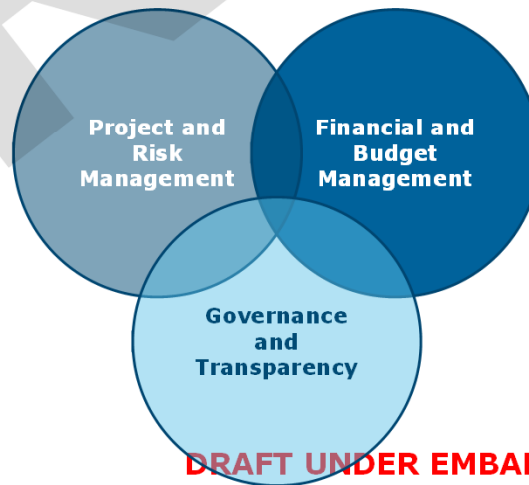 Project and
Risk
Management
Financial and
Budget
Management
Governance
and
Transparency
DRAFT UNDER